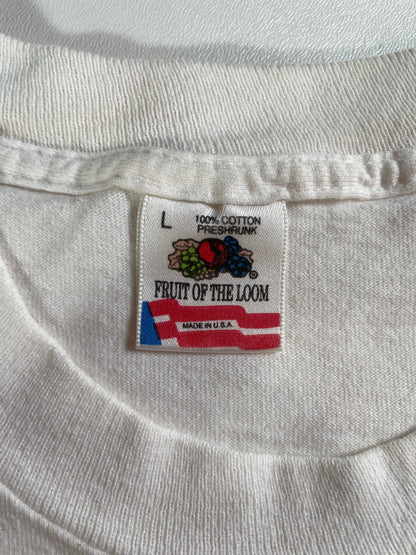 L 100% COTTON
PRESHRUNK
®
FRUIT OF THE LOOM
MADE IN U.S.A.